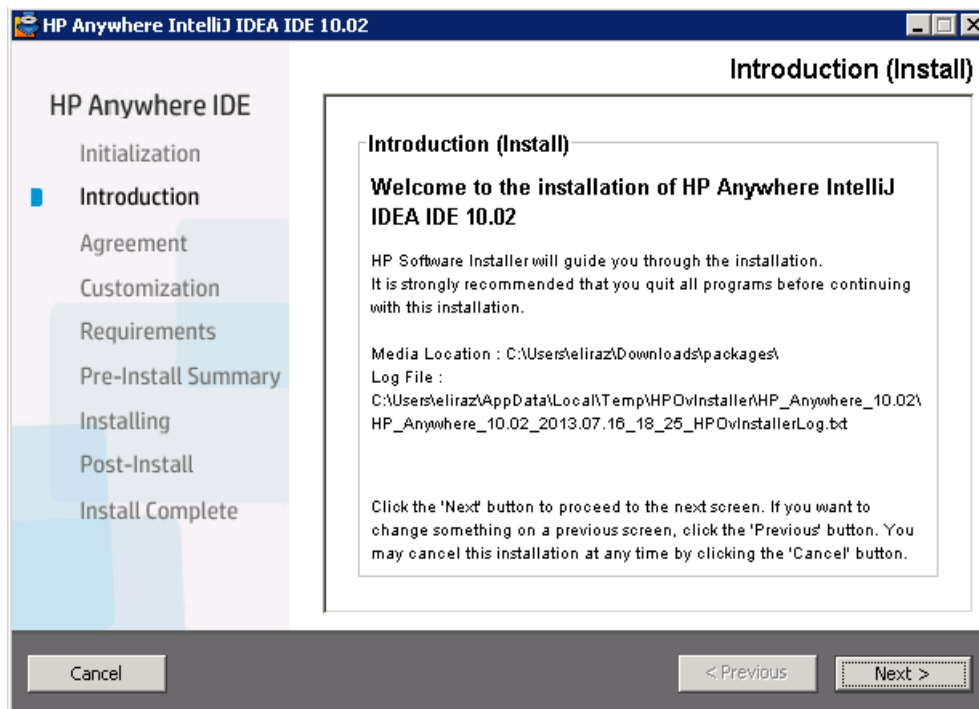 HP Anywhere IntelliJ IDEA IDE 10.02
Introduction (Install)
HP Anywhere IDE
Initialization
Introduction
Agreement
Customization
Requirements
Pre-Install Summary
Installing
Post-Install
Install Complete
Introduction (Install)
Welcome to the installation of HP Anywhere IntelliJ
IDEA IDE 10.02
HP Software Installer will guide you through the installation.
It is strongly recommended that you quit all programs before continuing
with this installation.
Media Location : C:\Users\eliraz\Downloads\packages\
Log File :
C:\Users\eliraz\AppData\Local\Temp\HPOvInstaller\HP_Anywhere_10.02\
HP_Anywhere_10.02_2013.07.16_18_25_HPOvInstallerLog.txt
Click the 'Next' button to proceed to the next screen. If you want to
change something on a previous screen, click the 'Previous' button. You
may cancel this installation at any time by clicking the 'Cancel' button.
Cancel
< Previous
Next >